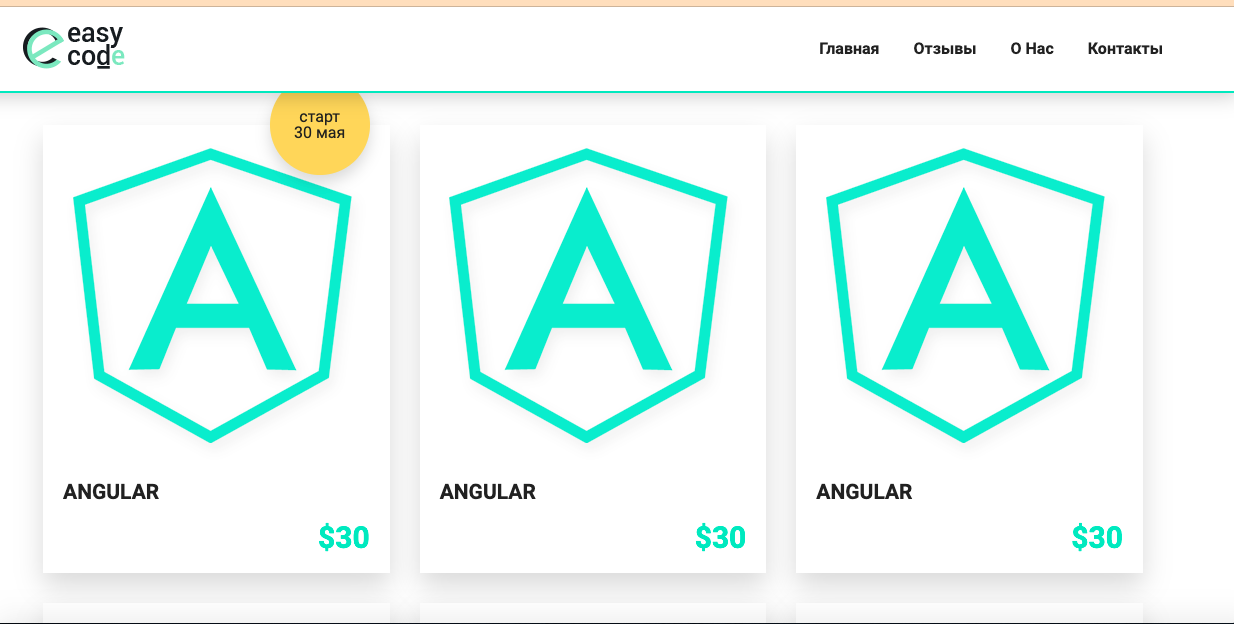 easy
code
Главная Отзывы О Нас Контакты
старт
30 мая
A A A
ANGULAR ANGULAR ANGULAR
$30 $30 $30